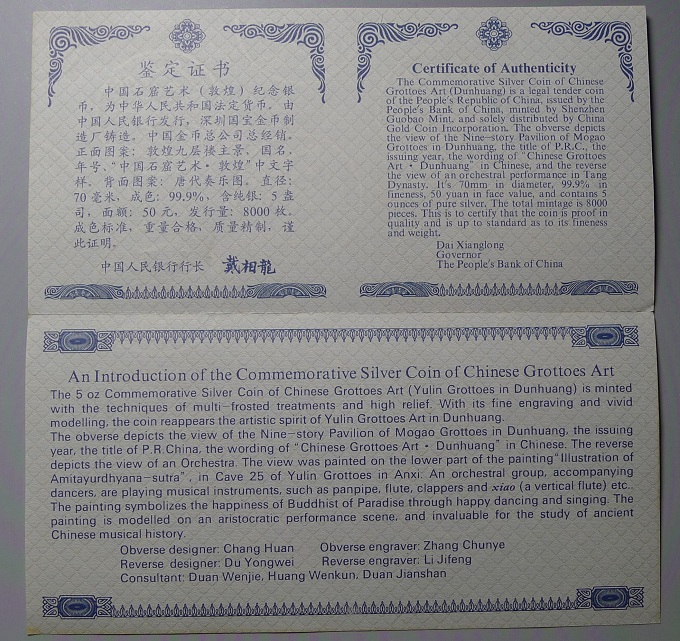 鉴定证书
中国石窟艺术（敦煌）纪念银
币，为中华人民共和国法定货币。由
中国人民银行发行，深圳国宝金币制
造厂铸造，中国金币总公司总经销。
正面图案：敦煌九层楼主景，国名，
年号，“中国石窟艺术·敦煌”中文字
样。背面图案：唐代奏乐图。直径：
70毫米，成色：99.9%，含纯银：5盎
司，面额：50元，发行量：8000枚。
成色标准，重量合格，质量精制，谨
此证明。
中国人民银行行长 戴相龍
Certificate of Authenticity
The Commemorative Silver Coin of Chinese
Grottoes Art (Dunhuang) is a legal tender
coin of the People's Republic of China, issued by the
People's Bank of China, minted by Shenzhen
Guobao Mint, and solely distributed by China
Gold Coin Incorporation. The obverse depicts
the view of the Nine-story Pavilion of Mogao
Grottoes in Dunhuang, the title of P.R.C., the
issuing year, the wording of "Chinese Grottoes
Art · Dunhuang" in Chinese, and the reverse
the view of an orchestral performance in Tang
Dynasty. It's 70mm in diameter, 99.9% in
fineness, 50 yuan in face value, and contains 5
ounces of pure silver. The total mintage is 8000
pieces. This is to certify that the coin is proof in
quality and is up to standard as to its fineness
and weight.
Dai Xianglong
Governor
The People's Bank of China
An Introduction of the Commemorative Silver Coin of Chinese Grottoes Art
The 5 oz Commemorative Silver Coin of Chinese Grottoes Art (Yulin Grottoes in Dunhuang) is minted
with the techniques of multi-frosted treatments and high relief. With its fine engraving and vivid
modelling, the coin reappears the artistic spirit of Yulin Grottoes Art in Dunhuang.
The obverse depicts the view of the Nine-story Pavilion of Mogao Grottoes in Dunhuang, the issuing
year, the title of P.R.China, the wording of "Chinese Grottoes Art · Dunhuang" in Chinese. The reverse
depicts the view of an Orchestra. The view was painted on the lower part of the painting "Illustration of
Amitayurdhyana-sutra", in Cave 25 of Yulin Grottoes in Anxi. An orchestral group, accompanying
dancers, are playing musical instruments, such as panpipe, flute, clappers and xiao (a vertical flute) etc.
The painting symbolizes the happiness of Buddhist of Paradise through happy dancing and singing. The
painting is modelled on an aristocratic performance scene, and invaluable for the study of ancient
Chinese musical history.
Obverse designer: Chang Huan Obverse engraver: Zhang Chunye
Reverse designer: Du Yongwei Reverse engraver: Li Jifeng
Consultant: Duan Wenjie, Huang Wenkun, Duan Jianshan